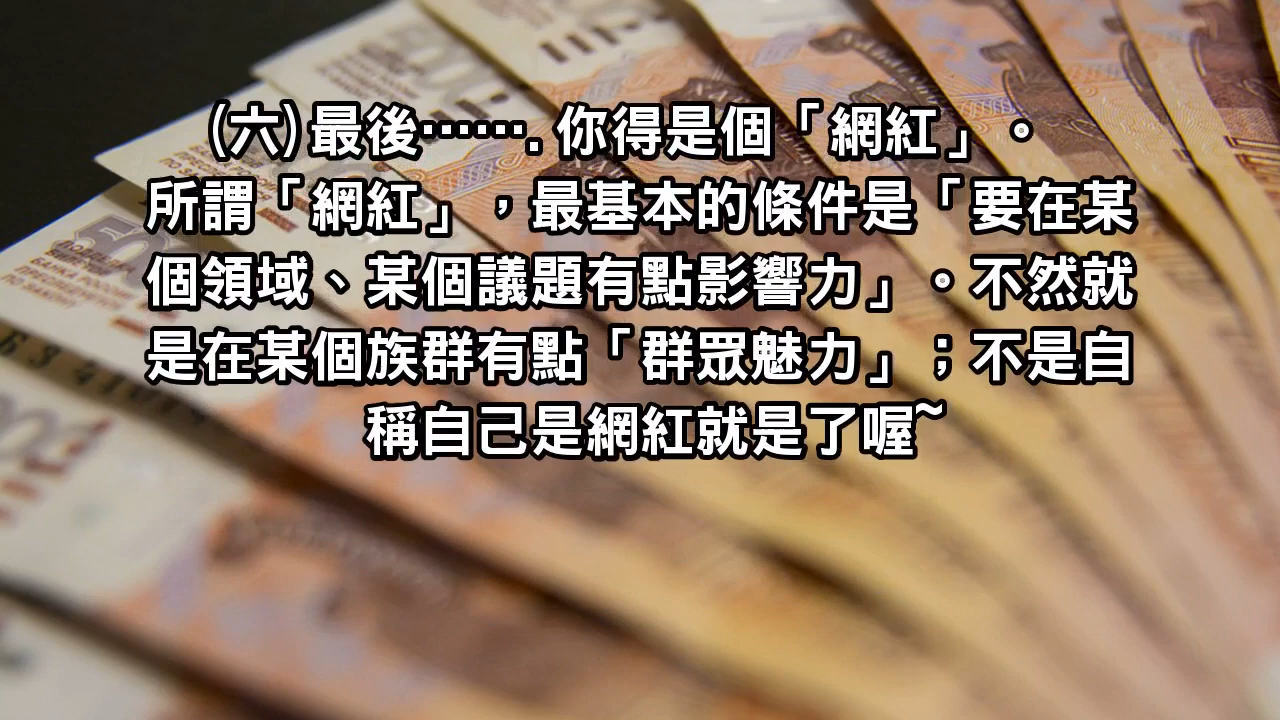 (六)最後⋯⋯.你得是個「網紅」。
所謂「網紅」，最基本的條件是「要在某
個領域、某個議題有點影響力」。不然就
是在某個族群有點「群眾魅力」；不是自
稱自己是網紅就是了喔~